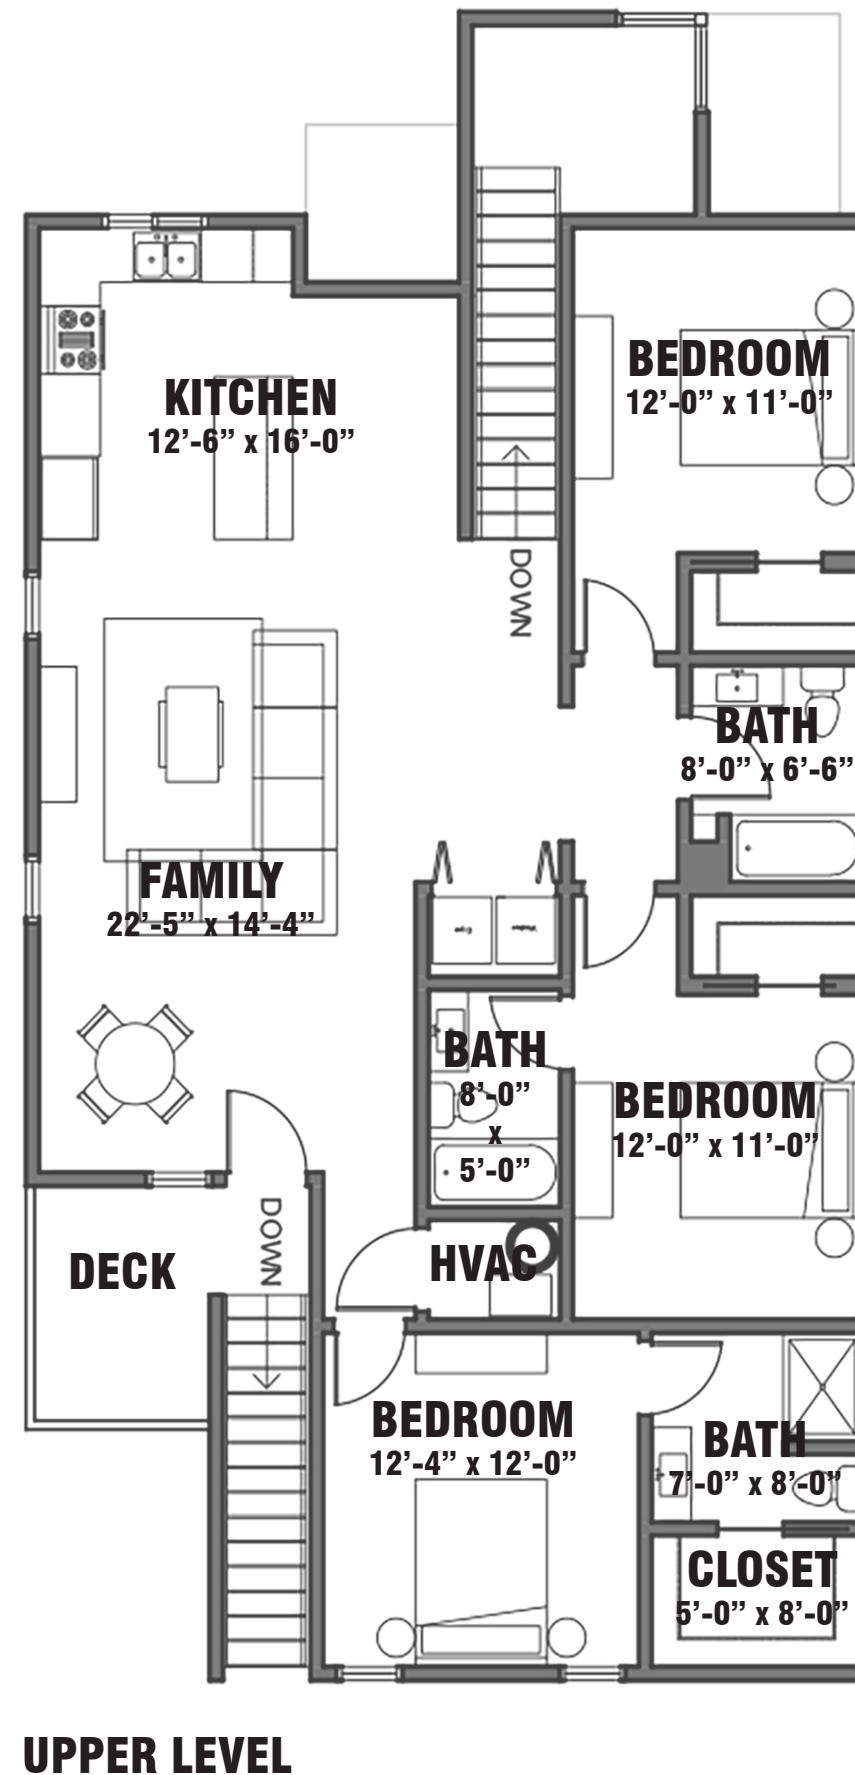 BEDROOM
12'-0” x 11'-0”
KITCHEN
12'-6” x 16'-0”
DOWN
BATH
8'-0” x 6'-6”
FAMILY
22'-5” x 14'-4”
BATH
8'-0”
x
5'-0”
BEDROOM
12'-0” x 11'-0”
DOWN
DECK
HVAC
BEDROOM
12'-4” x 12'-0”
BATH
7'-0” x 8'-0”
CLOSET
5'-0” x 8'-0”
UPPER LEVEL